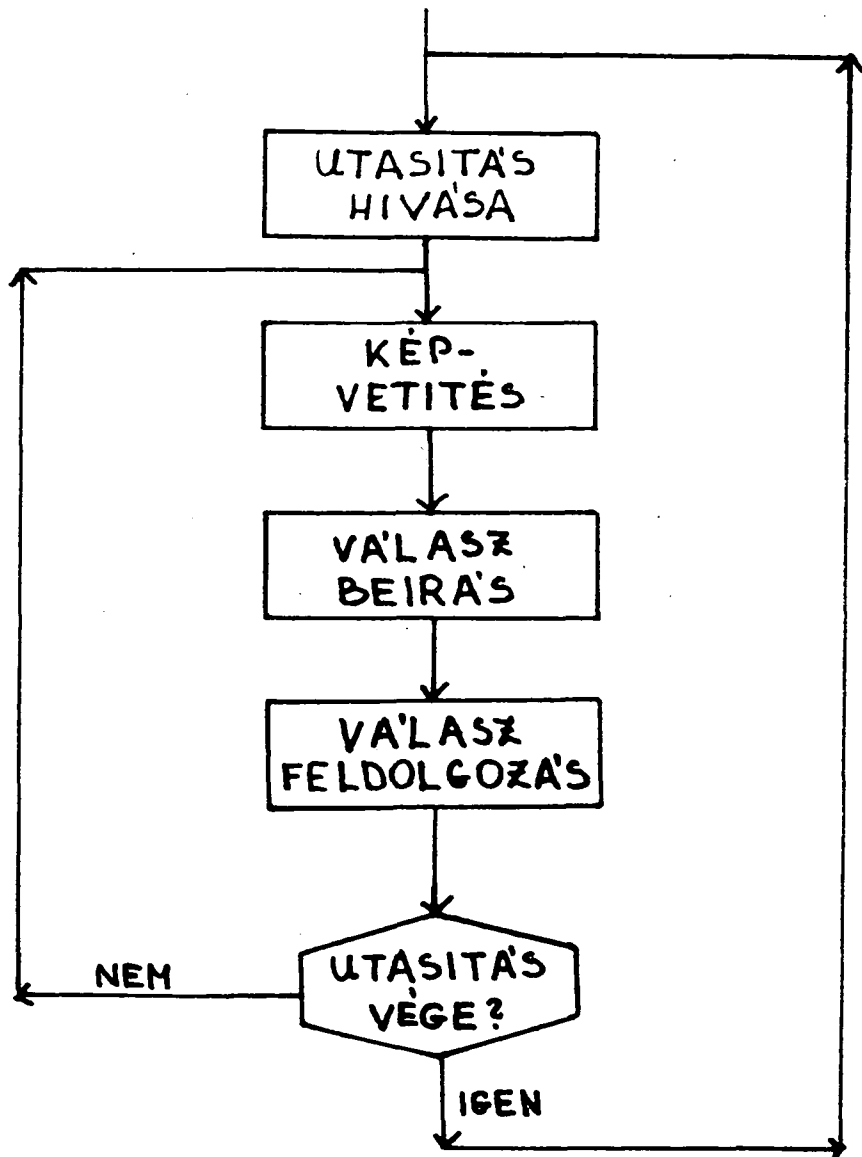 UTASITÁS
HIVÁSA
KÉP-
VETITÉS
VÁLASZ
BEIRÁS
VÁLASZ
FELDOLGOZÁS
UTASITÁS
VÉGE?
NEM
IGEN